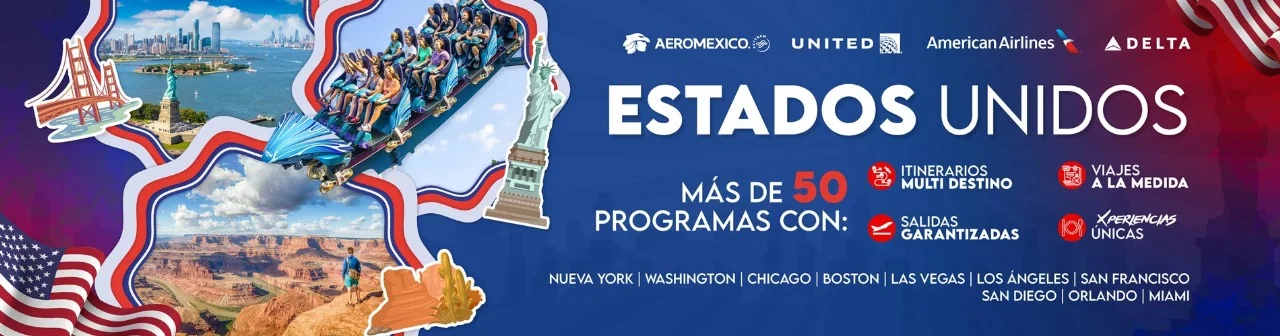 AEROMEXICO. UNITED American Airlines DELTA
ESTADOS UNIDOS
MÁS DE 50
PROGRAMAS CON:
ITINERARIOS
MULTI DESTINO
VIAJES
A LA MEDIDA
SALIDAS
GARANTIZADAS
XPERIENCIAS
ÚNICAS
NUEVA YORK | WASHINGTON | CHICAGO | BOSTON | LAS VEGAS | LOS ÁNGELES | SAN FRANCISCO
SAN DIEGO | ORLANDO | MIAMI